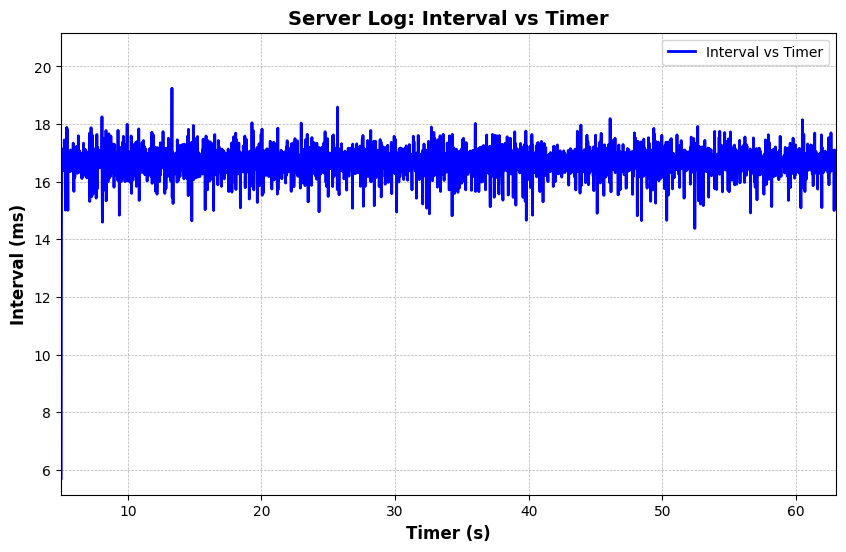 Server Log: Interval vs Timer
Interval vs Timer
20
18
16
14
12
10
8
6
Interval (ms)
10 20 30 40 50 60
Timer (s)